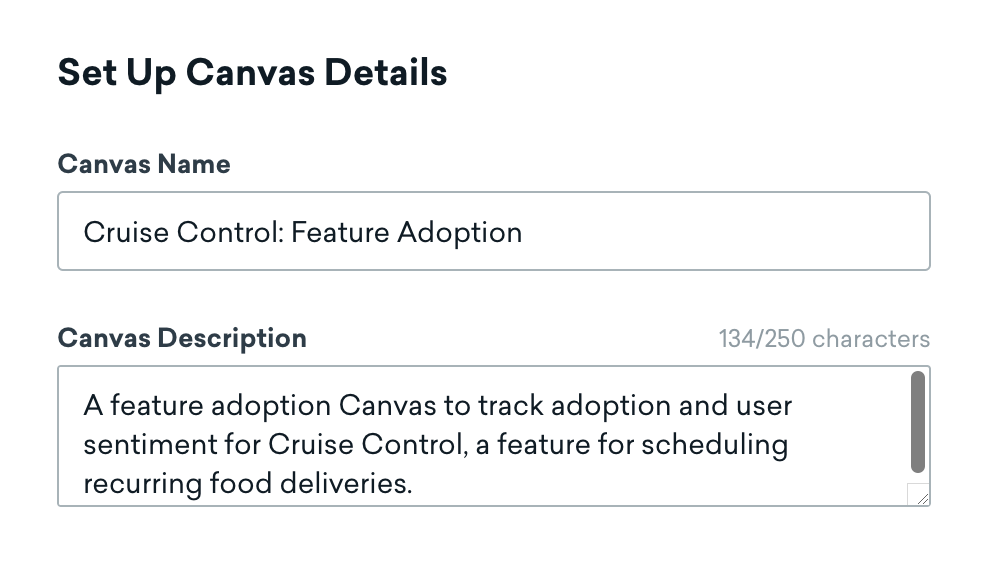 Set Up Canvas Details
Canvas Name
Cruise Control: Feature Adoption
Canvas Description
134/250 characters
A feature adoption Canvas to track adoption and user
sentiment for Cruise Control, a feature for scheduling
recurring food deliveries.